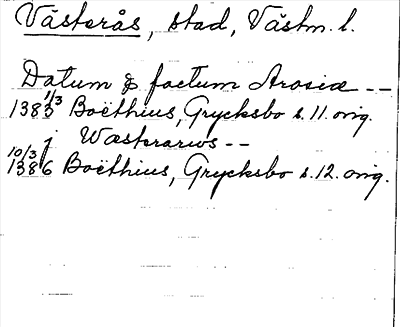 Västerås, stad, Västm. l.
Datum & factum Arosiæ --
1383 1/3 Boëthius, Grycksbo s. 11. orig.
j Wæsterarws --
10/3 1386 Boëthius, Grycksbo s. 12. orig.